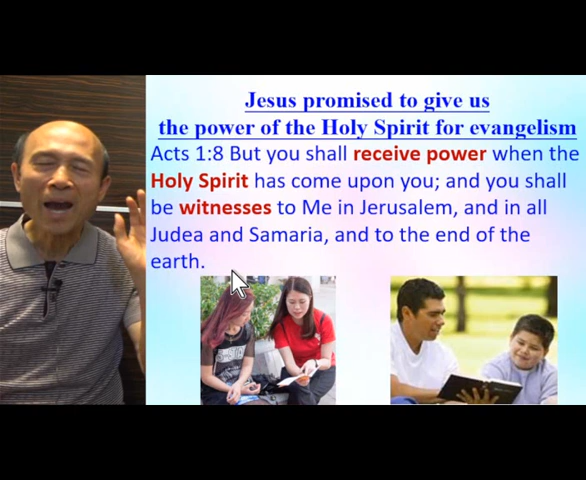 Jesus promised to give us
the power of the Holy Spirit for evangelism
Acts 1:8 But you shall receive power when the
Holy Spirit has come upon you; and you shall
be witnesses to Me in Jerusalem, and in all
Judea and Samaria, and to the end of the
earth.